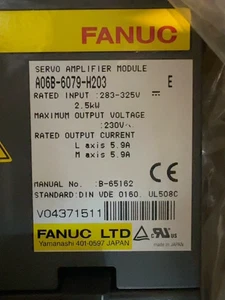 FANUC
SERVO AMPLIFIER MODULE
A06B-6079-H203 E
RATED INPUT :283-325V
2.5kW
MAXIMUM OUTPUT VOLTAGE
:230V~
RATED OUTPUT CURRENT
L axis 5.9A
M axis 5.9A
MANUAL No. :B-65162
STANDARD:DIN VDE 0160, UL508C
V04371511
FANUC LTD
Yamanashi 401-0597 JAPAN
Made in JAPAN